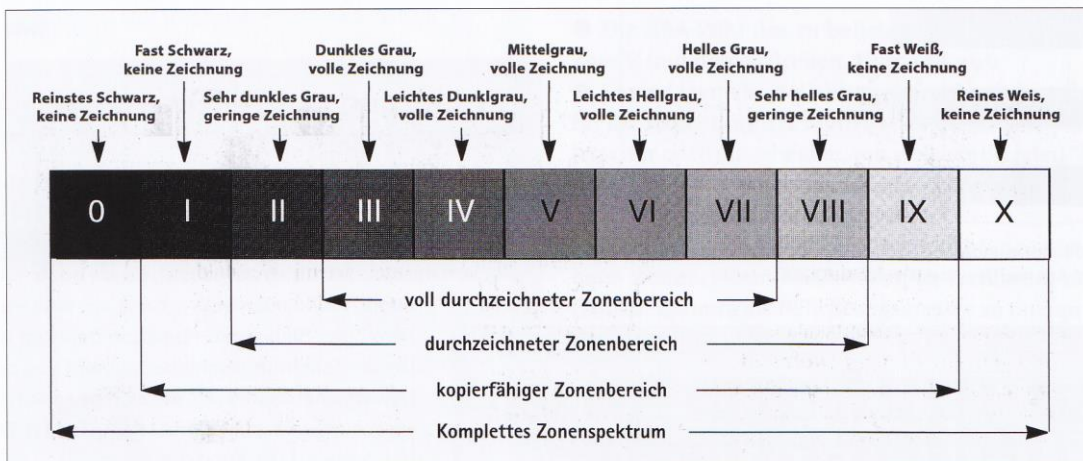 Fast Schwarz,
keine Zeichnung
Dunkles Grau,
volle Zeichnung
Mittelgrau,
volle Zeichnung
Helles Grau,
volle Zeichnung
Fast Weiß,
keine Zeichnung
Reinstes Schwarz,
keine Zeichnung
Sehr dunkles Grau,
geringe Zeichnung
Leichtes Dunklgrau,
volle Zeichnung
Leichtes Hellgrau,
volle Zeichnung
Sehr helles Grau,
geringe Zeichnung
Reines Weis,
keine Zeichnung
0 I II III IV V VI VII VIII IX X
voll durchzeichneter Zonenbereich
durchzeichneter Zonenbereich
kopierfähiger Zonenbereich
Komplettes Zonenspektrum